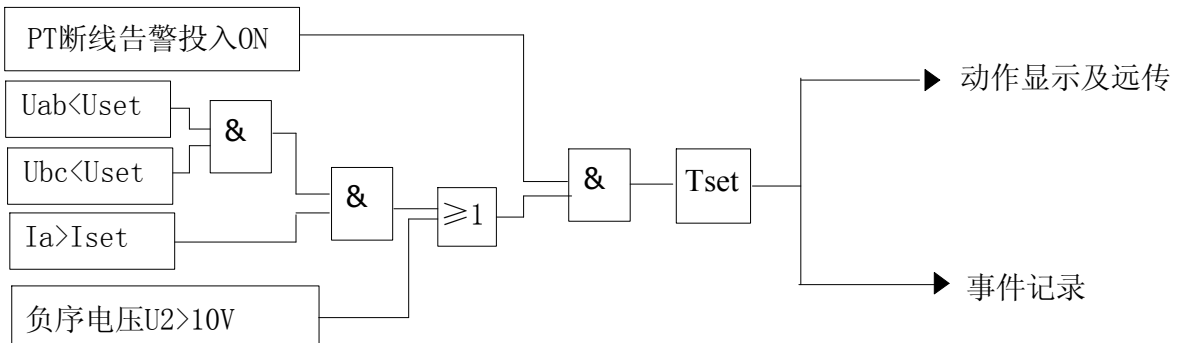 PT断线告警投入ON
Uab<Uset
&
Ubc<Uset
&
Ia>Iset
≥1
&
Tset
负序电压U2>10V
动作显示及远传
事件记录